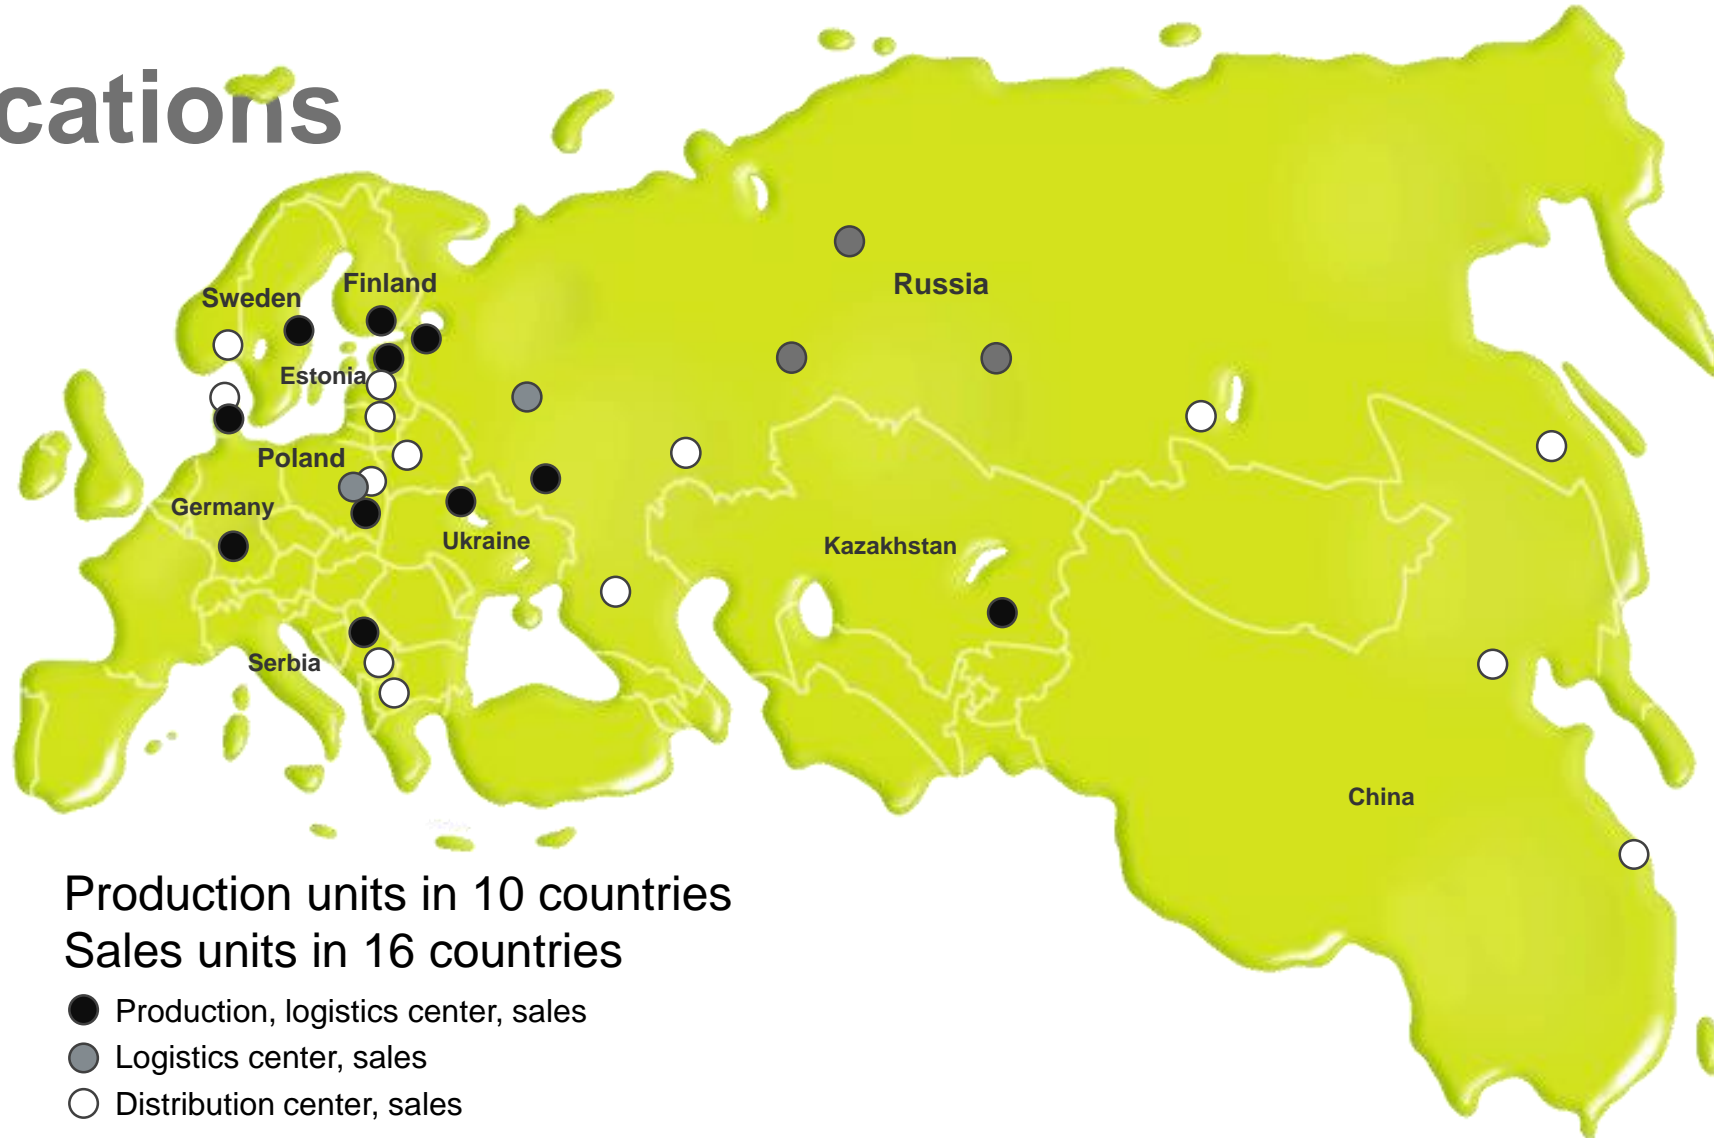 cations
Finland
Russia
Sweden
Estonia
Poland
Germany
Ukraine
Kazakhstan
Serbia
China
Production units in 10 countries
Sales units in 16 countries
Production, logistics center, sales
Logistics center, sales
Distribution center, sales